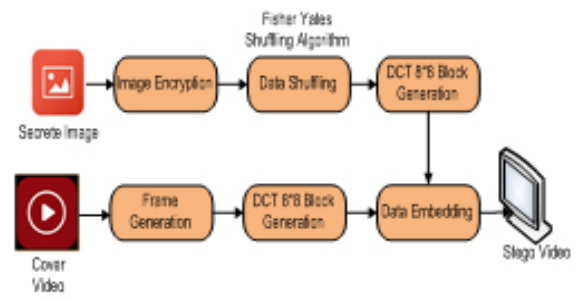 Fisher Yates
Shuffling Algorithm
Image Encryption
Data Shuffling
DCT 8*8 Block
Generation
Secrete Image
Frame
Generation
DCT 8*8 Block
Generation
Data Embedding
Cover
Video
Stego Video